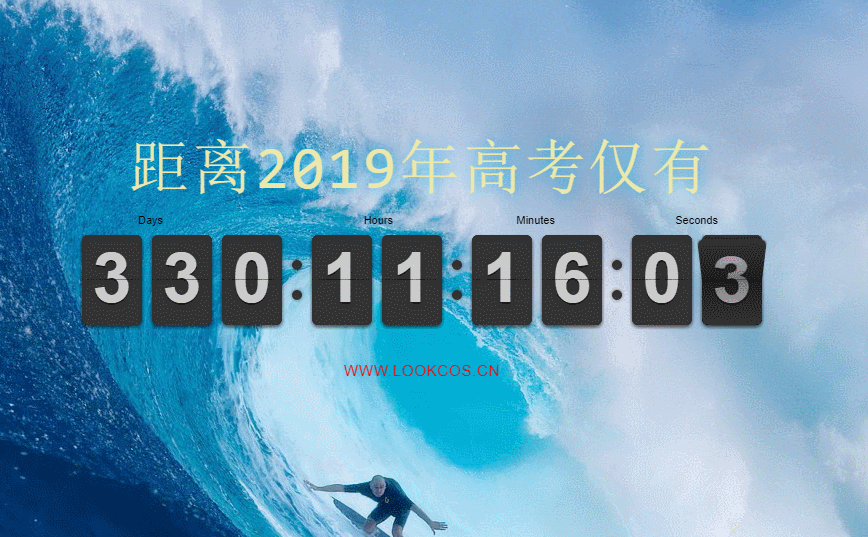 距离2019年高考仅有
Days Hours Minutes Seconds
330:11:16:03
WWW.LOOKCOS.CN